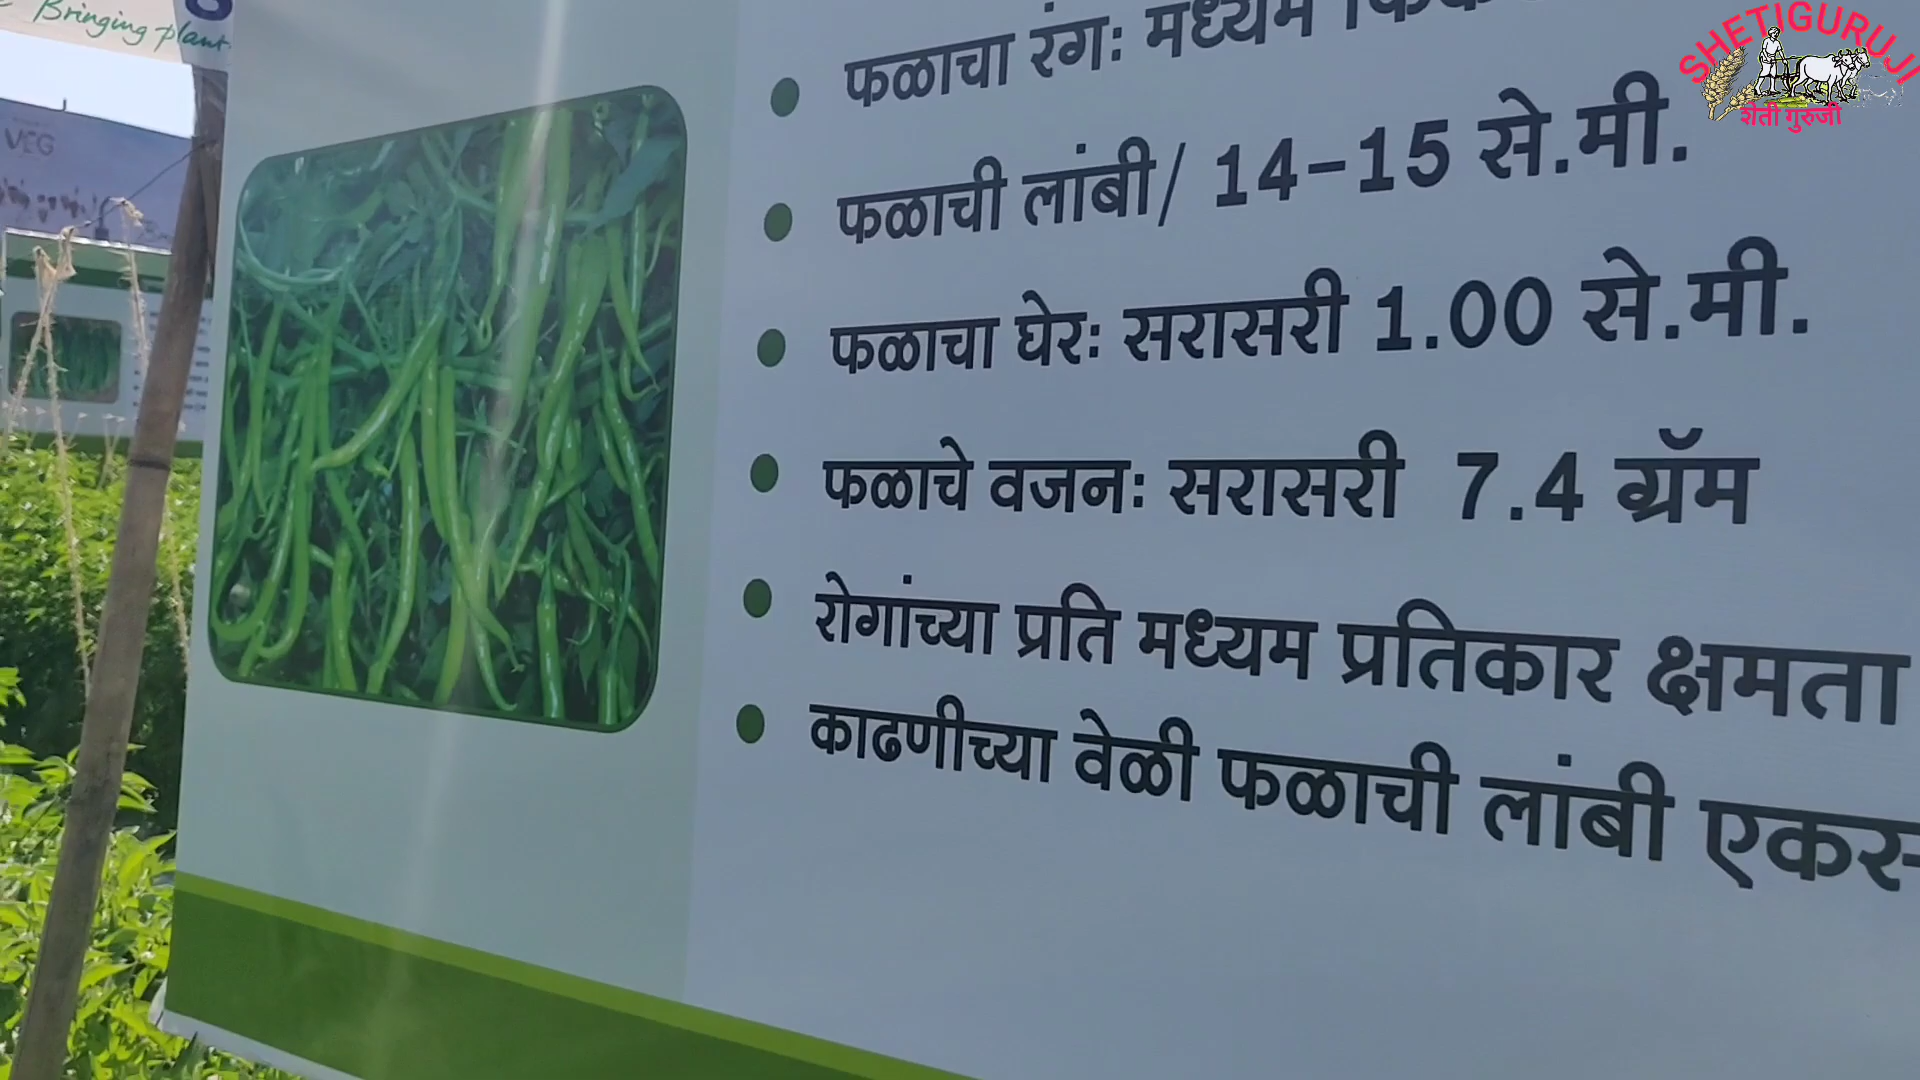 Bringing plant
VEG
SHETIGURUJI
शेती गुरुजी
फळाचा रंगः मध्यम
फळाची लांबी/ 14-15 से.मी.
फळाचा घेरः सरासरी 1.00 से.मी.
फळाचे वजनः सरासरी 7.4 ग्रॅम
रोगांच्या प्रति मध्यम प्रतिकार क्षमता
काढणीच्या वेळी फळाची लांबी